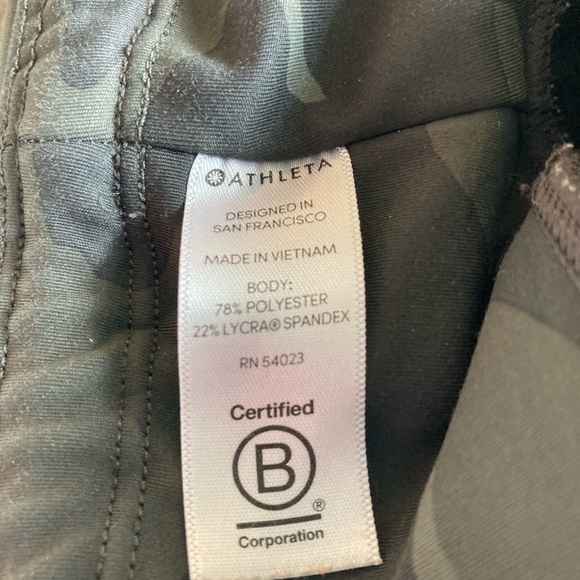 ATHLETA
DESIGNED IN
SAN FRANCISCO
MADE IN VIETNAM
BODY:
78% POLYESTER
22% LYCRA® SPANDEX
RN 54023
Certified
B
®
Corporation